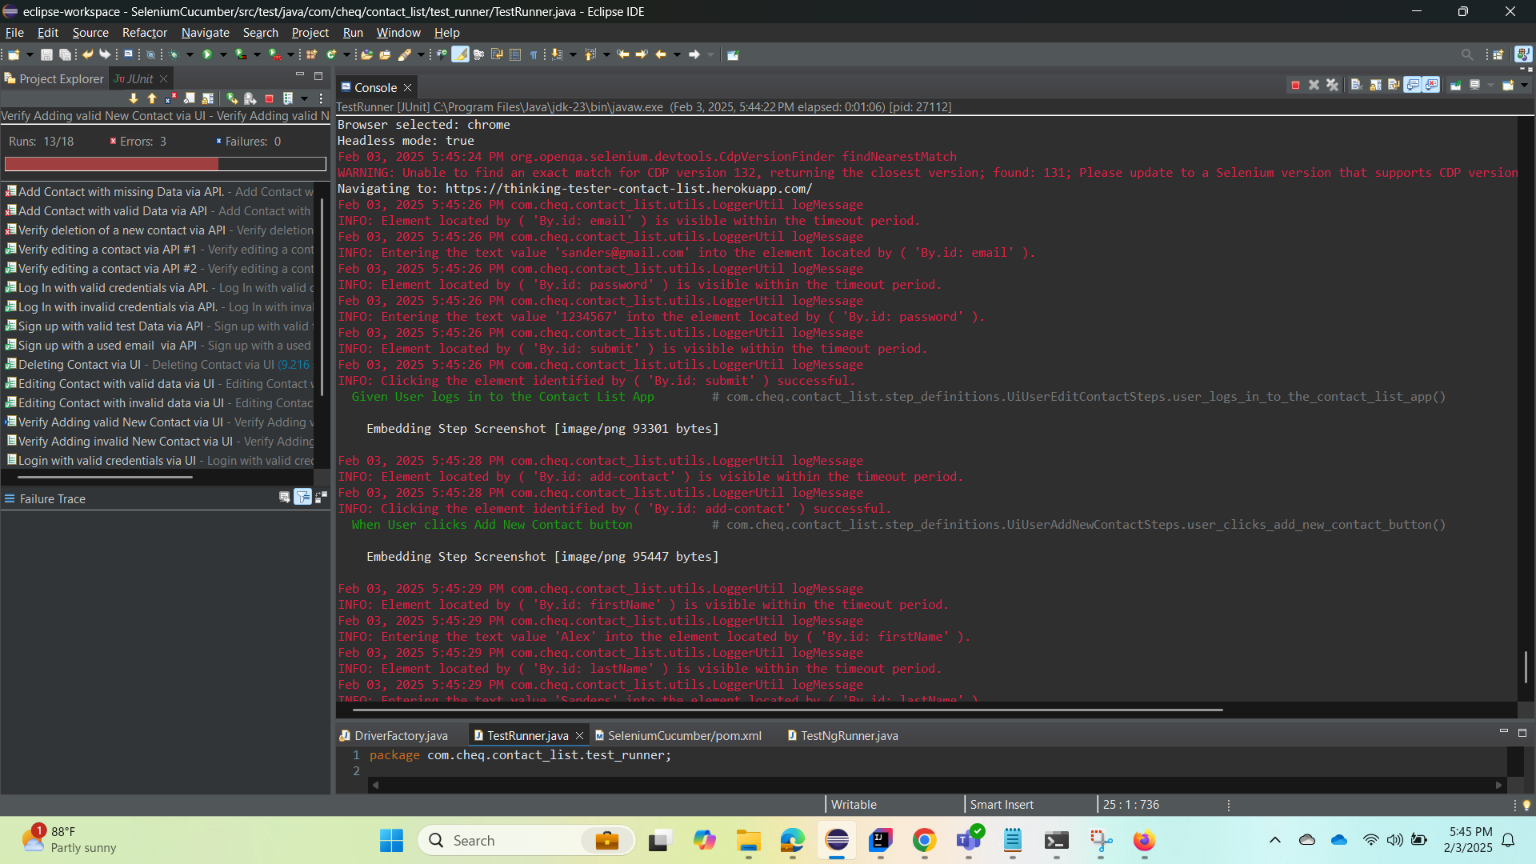 eclipse-workspace - SeleniumCucumber/src/test/java/com/cheq/contact_list/test_runner/TestRunner.java - Eclipse IDE
File Edit Source Refactor Navigate Search Project Run Window Help
Project Explorer
JUnit
Verify Adding valid New Contact via UI - Verify Adding valid N
Runs: 13/18 Errors: 3 Failures: 0
Add Contact with missing Data via API. - Add Contact w
Add Contact with valid Data via API - Add Contact with
Verify deletion of a new contact via API - Verify deletion
Verify editing a contact via API #1 - Verify editing a cont
Verify editing a contact via API #2 - Verify editing a cont
Log In with valid credentials via API. - Log In with valid c
Log In with invalid credentials via API. - Log In with inva
Sign up with valid test Data via API - Sign up with valid
Sign up with a used email via API - Sign up with a used
Deleting Contact via UI - Deleting Contact via UI (9.216
Editing Contact with valid data via UI - Editing Contact v
Editing Contact with invalid data via UI - Editing Contac
Verify Adding valid New Contact via UI - Verify Adding v
Verify Adding invalid New Contact via UI - Verify Adding
Login with valid credentials via UI - Login with valid crec
Failure Trace
Console
TestRunner [JUnit] C:\Program Files\Java\jdk-23\bin\javaw.exe (Feb 3, 2025, 5:44:22 PM elapsed: 0:01:06) [pid: 27112]
Browser selected: chrome
Headless mode: true
Feb 03, 2025 5:45:24 PM org.openqa.selenium.devtools.CdpVersionFinder findNearestMatch
WARNING: Unable to find an exact match for CDP version 132, returning the closest version; found: 131; Please update to a Selenium version that supports CDP version
Navigating to: https://thinking-tester-contact-list.herokuapp.com/
Feb 03, 2025 5:45:26 PM com.cheq.contact_list.utils.LoggerUtil logMessage
INFO: Element located by ( 'By.id: email' ) is visible within the timeout period.
Feb 03, 2025 5:45:26 PM com.cheq.contact_list.utils.LoggerUtil logMessage
INFO: Entering the text value 'sanders@gmail.com' into the element located by ( 'By.id: email' ).
Feb 03, 2025 5:45:26 PM com.cheq.contact_list.utils.LoggerUtil logMessage
INFO: Element located by ( 'By.id: password' ) is visible within the timeout period.
Feb 03, 2025 5:45:26 PM com.cheq.contact_list.utils.LoggerUtil logMessage
INFO: Entering the text value '1234567' into the element located by ( 'By.id: password' ).
Feb 03, 2025 5:45:26 PM com.cheq.contact_list.utils.LoggerUtil logMessage
INFO: Element located by ( 'By.id: submit' ) is visible within the timeout period.
Feb 03, 2025 5:45:26 PM com.cheq.contact_list.utils.LoggerUtil logMessage
INFO: Clicking the element identified by ( 'By.id: submit' ) successful.
Given User logs in to the Contact List App # com.cheq.contact_list.step_definitions.UiUserEditContactSteps.user_logs_in_to_the_contact_list_app()
Embedding Step Screenshot [image/png 93301 bytes]
Feb 03, 2025 5:45:28 PM com.cheq.contact_list.utils.LoggerUtil logMessage
INFO: Element located by ( 'By.id: add-contact' ) is visible within the timeout period.
Feb 03, 2025 5:45:28 PM com.cheq.contact_list.utils.LoggerUtil logMessage
INFO: Clicking the element identified by ( 'By.id: add-contact' ) successful.
When User clicks Add New Contact button # com.cheq.contact_list.step_definitions.UiUserAddNewContactSteps.user_clicks_add_new_contact_button()
Embedding Step Screenshot [image/png 95447 bytes]
Feb 03, 2025 5:45:29 PM com.cheq.contact_list.utils.LoggerUtil logMessage
INFO: Element located by ( 'By.id: firstName' ) is visible within the timeout period.
Feb 03, 2025 5:45:29 PM com.cheq.contact_list.utils.LoggerUtil logMessage
INFO: Entering the text value 'Alex' into the element located by ( 'By.id: firstName' ).
Feb 03, 2025 5:45:29 PM com.cheq.contact_list.utils.LoggerUtil logMessage
INFO: Element located by ( 'By.id: lastName' ) is visible within the timeout period.
Feb 03, 2025 5:45:29 PM com.cheq.contact_list.utils.LoggerUtil logMessage
INFO: Entering the text value 'Sanders' into the element located by ( 'By.id: lastName' )
DriverFactory.java TestRunner.java SeleniumCucumber/pom.xml TestNgRunner.java
1 package com.cheq.contact_list.test_runner;
2
Writable Smart Insert 25 : 1 : 736
1
88°F
Partly sunny
Search
5:45 PM
2/3/2025